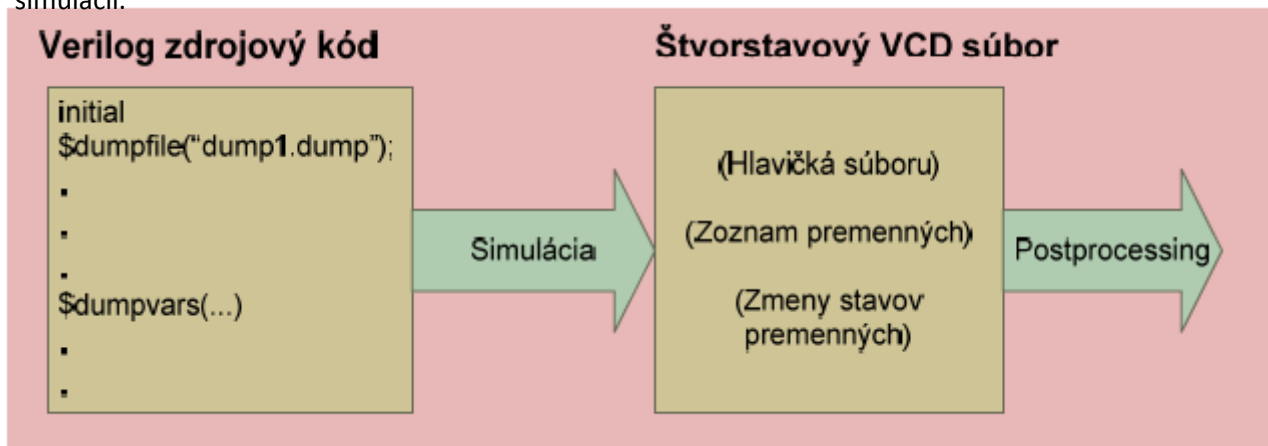 simulácii.
Verilog zdrojový kód
Štvorstavový VCD súbor
initial
$dumpfile(“dump1.dump”);
.
.
.
$dumpvars(...)
.
.
Simulácia
(Hlavičká súboru)
(Zoznam premenných)
(Zmeny stavov
premenných)
Postprocessing